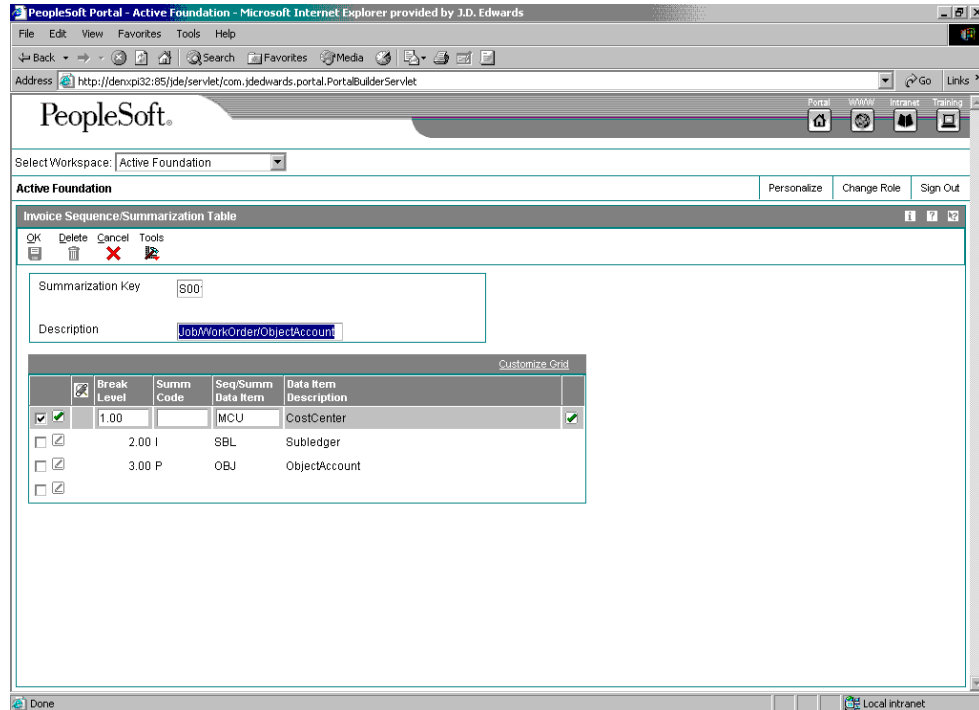 PeopleSoft Portal - Active Foundation - Microsoft Internet Explorer provided by J.D. Edwards
File Edit View Favorites Tools Help
Back Search Favorites Media
Address http://denxpi32:85/jde/servlet/com.jdedwards.portal.PortalBuilderServlet Go Links
PeopleSoft®
Portal WWW Intranet Training
Select Workspace: Active Foundation
Active Foundation Personalize Change Role Sign Out
Invoice Sequence/Summarization Table
OK Delete Cancel Tools
Summarization Key S001
Description Job/WorkOrder/ObjectAccount
Customize Grid
Break Level Summ Code Seq/Summ Data Item Data Item Description
1.00 MCU CostCenter
2.00 I SBL Subledger
3.00 P OBJ ObjectAccount
Done Local intranet